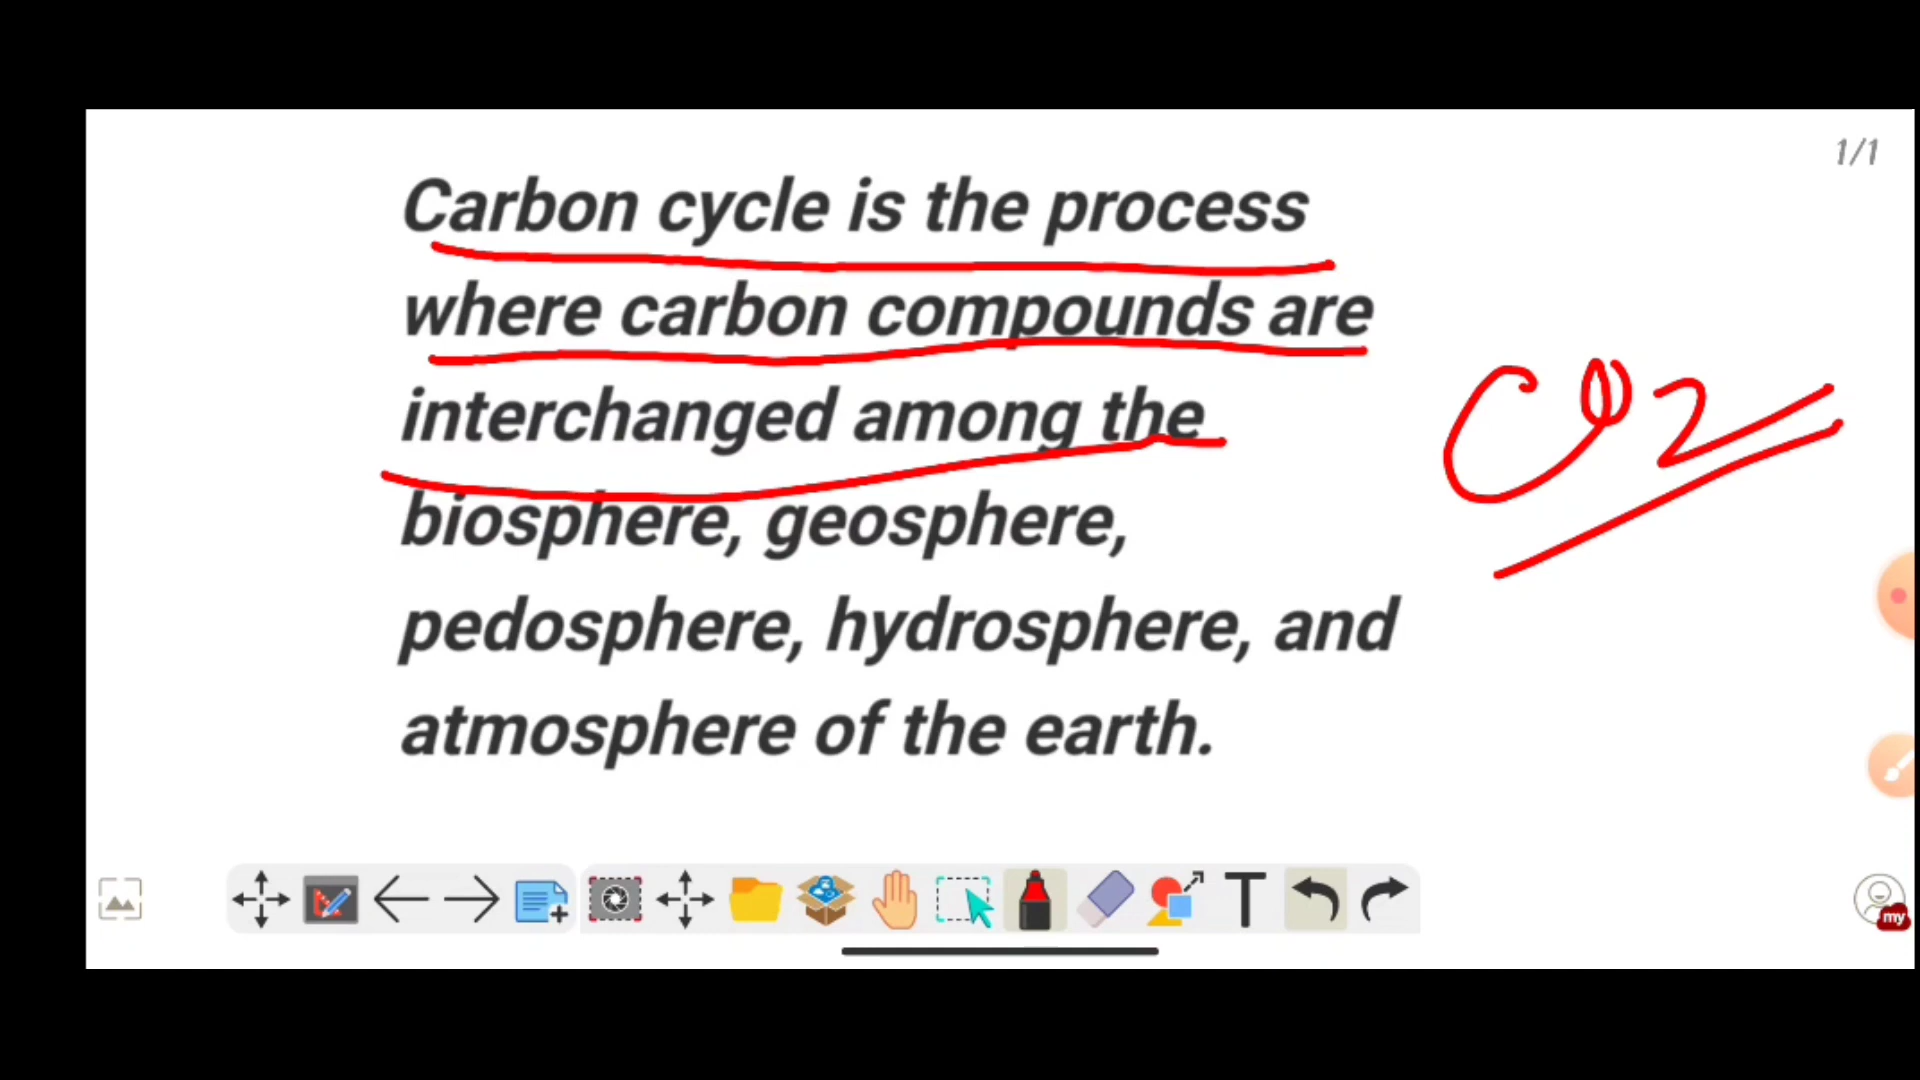 1/1
Carbon cycle is the process
where carbon compounds are
interchanged among the
CO2
biosphere, geosphere,
pedosphere, hydrosphere, and
atmosphere of the earth.
T
my